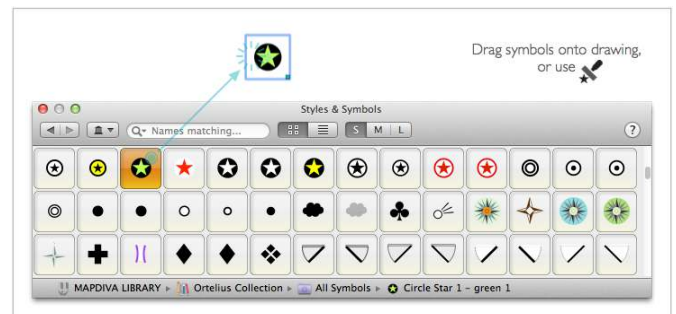 Drag symbols onto drawing,
or use
Styles & Symbols
Names matching...
S M L
?
MAPDIVA LIBRARY Ortelius Collection All Symbols Circle Star 1 - green 1